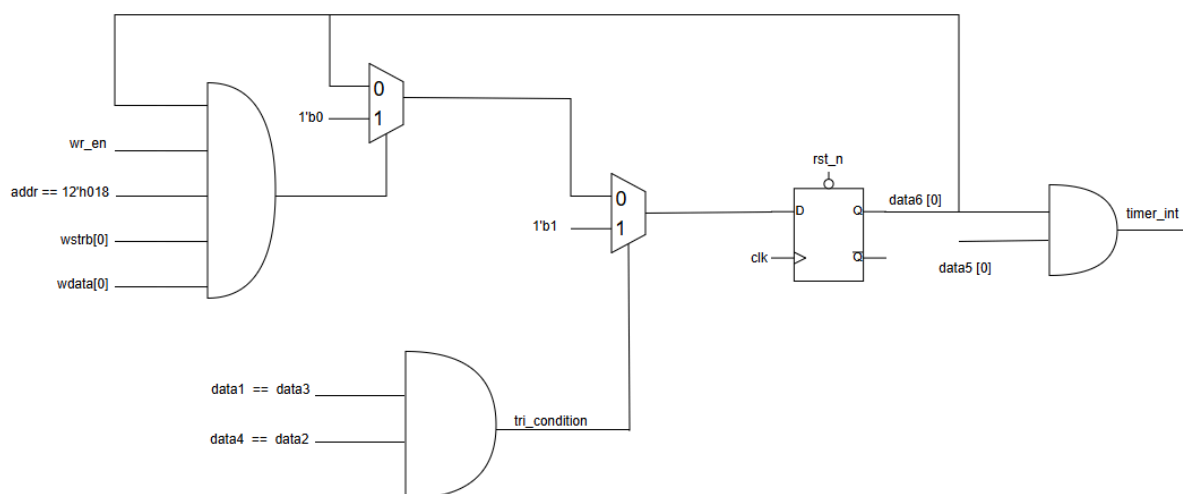 0
1'b0
1
wr_en
rst_n
addr == 12'h018
0
D
Q
data6 [0]
timer_int
1'b1
1
wstrb[0]
clk
Q
data5 [0]
wdata[0]
data1 == data3
tri_condition
data4 == data2